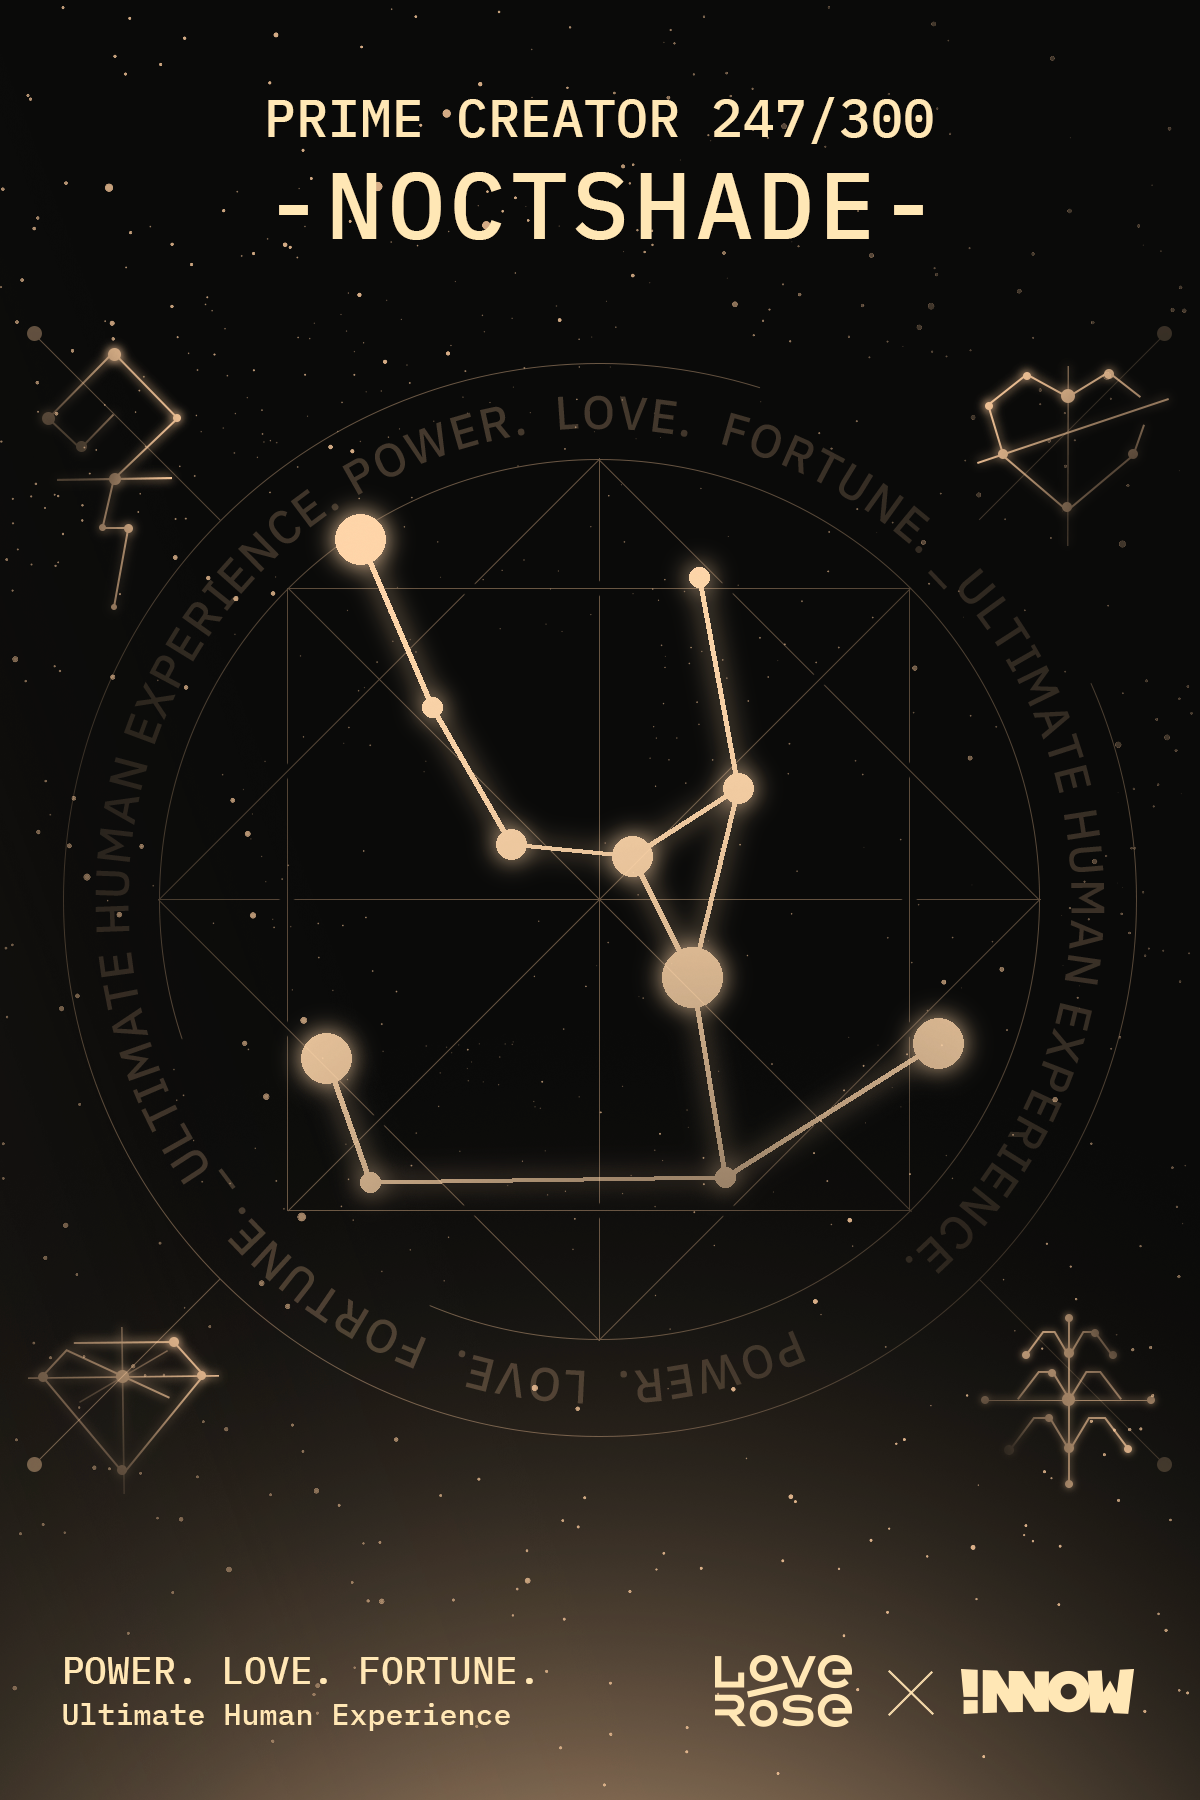 PRIME CREATOR 247/300
-NOCTSHADE-
POWER. LOVE. FORTUNE. – ULTIMATE HUMAN EXPERIENCE.
POWER. LOVE. FORTUNE. – ULTIMATE HUMAN EXPERIENCE.
POWER. LOVE. FORTUNE.
Ultimate Human Experience
LOVE
ROSE
!NNOW